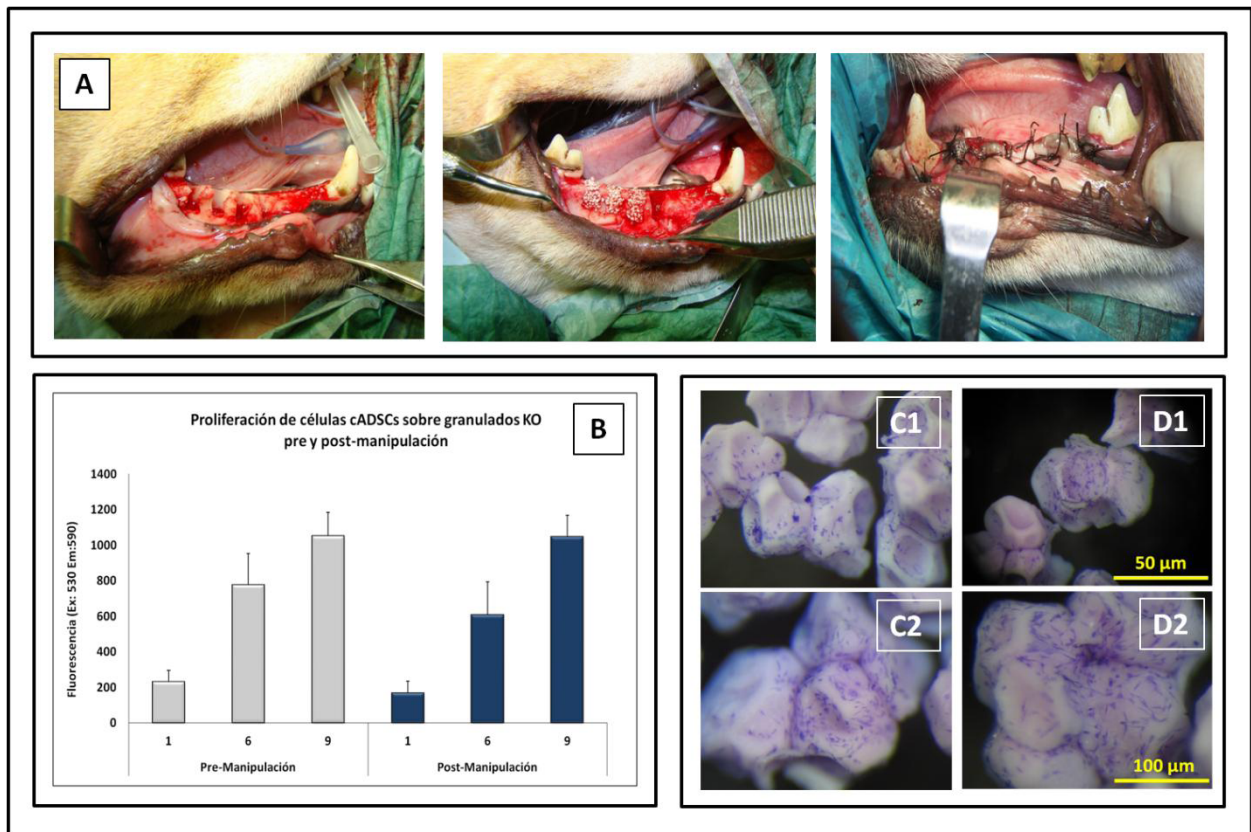 A
Proliferación de células cADSCs sobre granulados KO
pre y post-manipulación
B
Fluorescencia (Ex: 530 Em:590)
1400
1200
1000
800
600
400
200
0
1 6 9 1 6 9
Pre-Manipulación Post-Manipulación
C1
D1
50 µm
C2
D2
100 µm